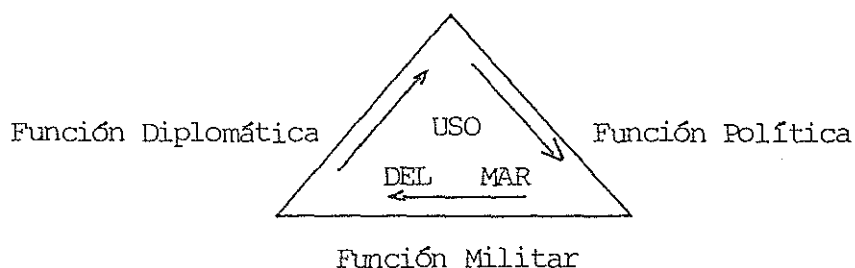 USO
Función Diplomática
Función Política
DEL MAR
Función Militar